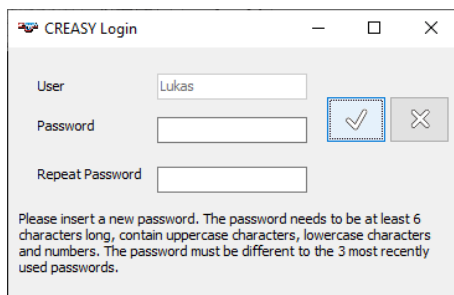 CREASY Login
User
Lukas
Password
Repeat Password
Please insert a new password. The password needs to be at least 6
characters long, contain uppercase characters, lowercase characters
and numbers. The password must be different to the 3 most recently
used passwords.